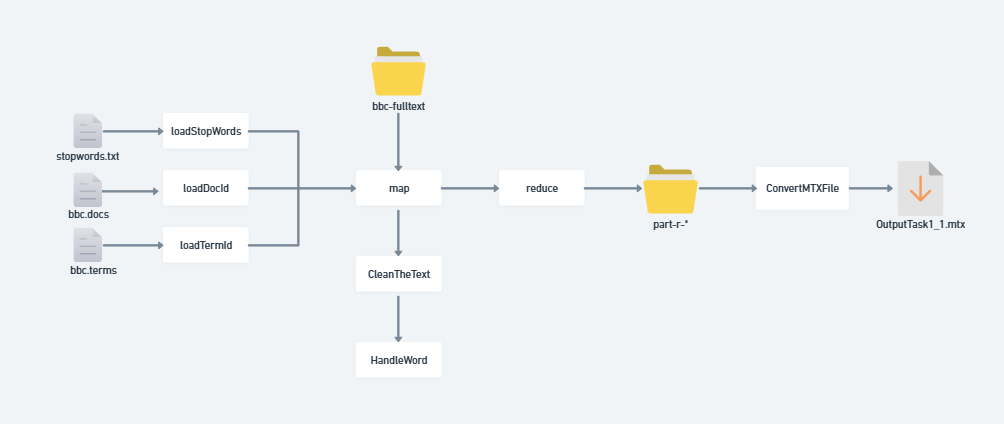 bbc-fulltext
stopwords.txt
loadStopWords
bbc.docs
loadDocId
map
reduce
part-r-*
ConvertMTXFile
OutputTask1_1.mtx
bbc.terms
loadTermId
CleanTheText
HandleWord